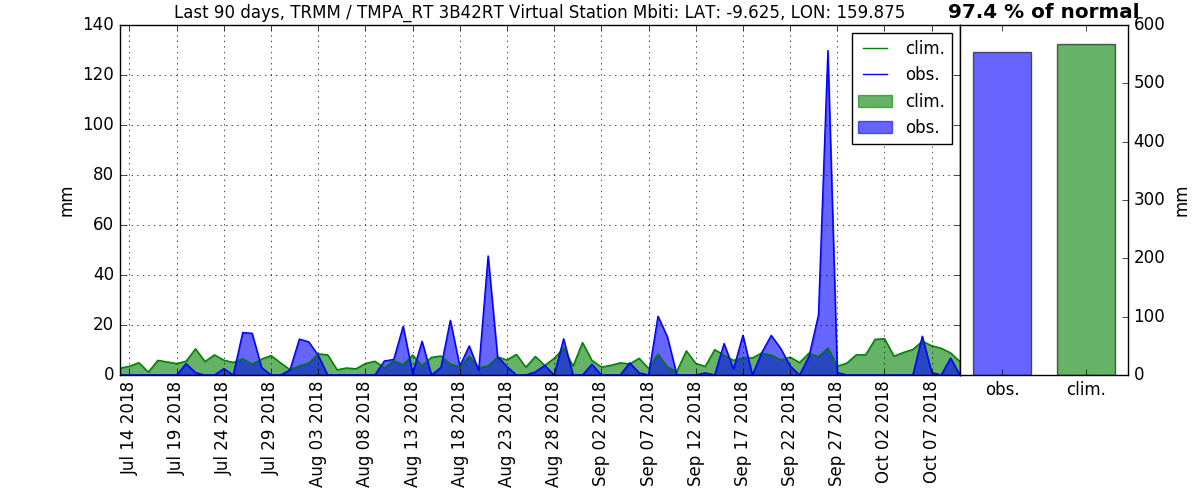 Last 90 days, TRMM / TMPA_RT 3B42RT Virtual Station Mbiti: LAT: -9.625, LON: 159.875
97.4 % of normal
140
120
100
80
60
40
20
0
mm
clim.
obs.
clim.
obs.
600
500
400
300
200
100
0
mm
obs.
clim.
Jul 14 2018
Jul 19 2018
Jul 24 2018
Jul 29 2018
Aug 03 2018
Aug 08 2018
Aug 13 2018
Aug 18 2018
Aug 23 2018
Aug 28 2018
Sep 02 2018
Sep 07 2018
Sep 12 2018
Sep 17 2018
Sep 22 2018
Sep 27 2018
Oct 02 2018
Oct 07 2018